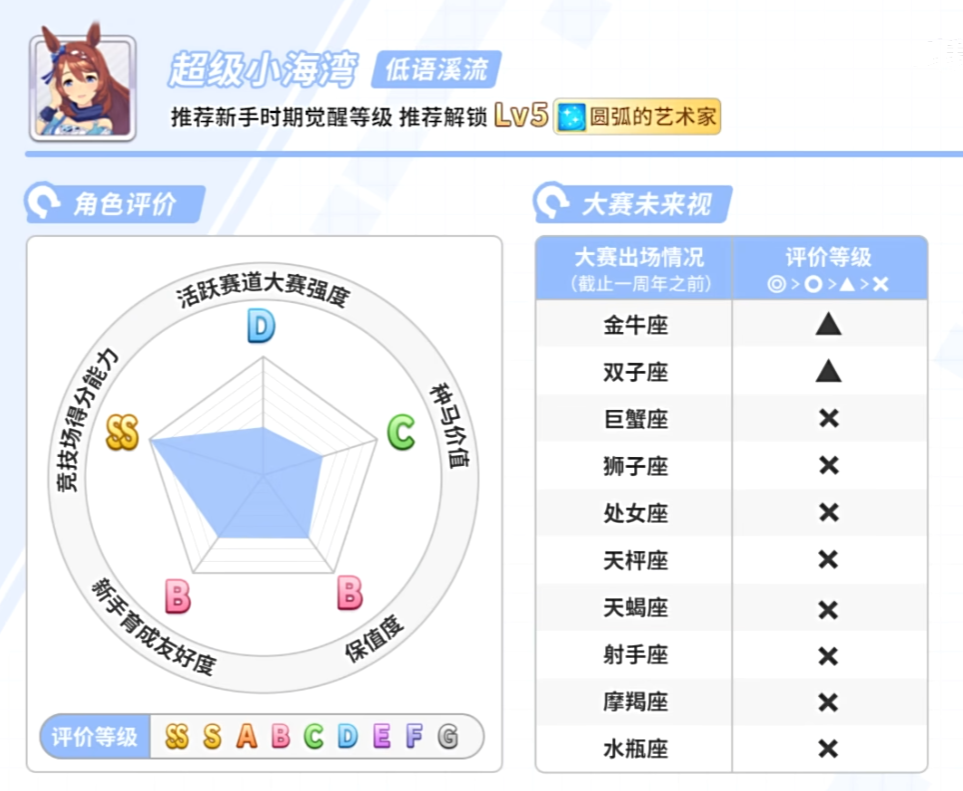 超级小海湾 低语溪流
推荐新手时期觉醒等级 推荐解锁 Lv5 圆弧的艺术家
角色评价
活跃赛道大赛强度
D
种马价值
C
保值度
B
新手育成友好度
B
竞技场得分能力
SS
评价等级 SS S A B C D E F G
大赛未来视
大赛出场情况 评价等级
(截止一周年之前) ◎>○>▲>×
金牛座 ▲
双子座 ▲
巨蟹座 ×
狮子座 ×
处女座 ×
天枰座 ×
天蝎座 ×
射手座 ×
摩羯座 ×
水瓶座 ×